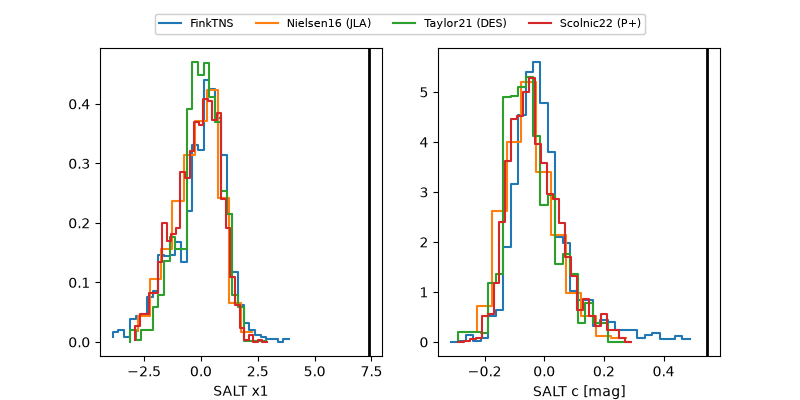 FinkTNS Nielsen16 (JLA) Taylor21 (DES) Scolnic22 (P+)
0.4
0.3
0.2
0.1
0.0
−2.5 0.0 2.5 5.0 7.5
SALT x1
5
4
3
2
1
0
−0.2 0.0 0.2 0.4
SALT c [mag]